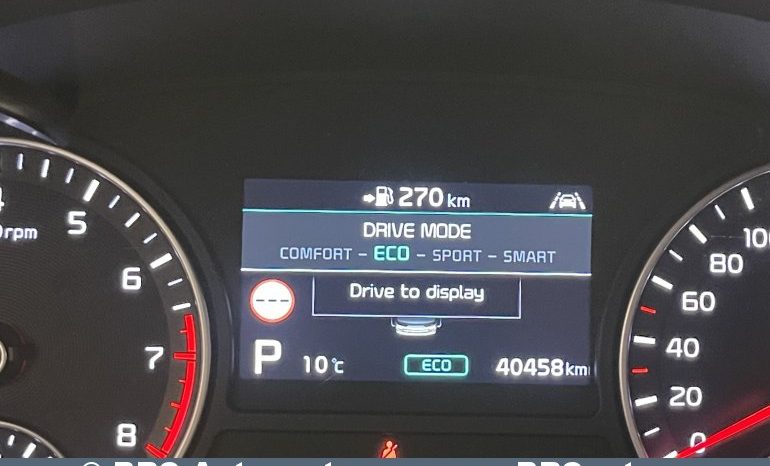 270 km
DRIVE MODE
COMFORT - ECO - SPORT - SMART
---
Drive to display
P 10°C ECO 40458km
5
6
7
8
rpm
100
80
60
40
20
0